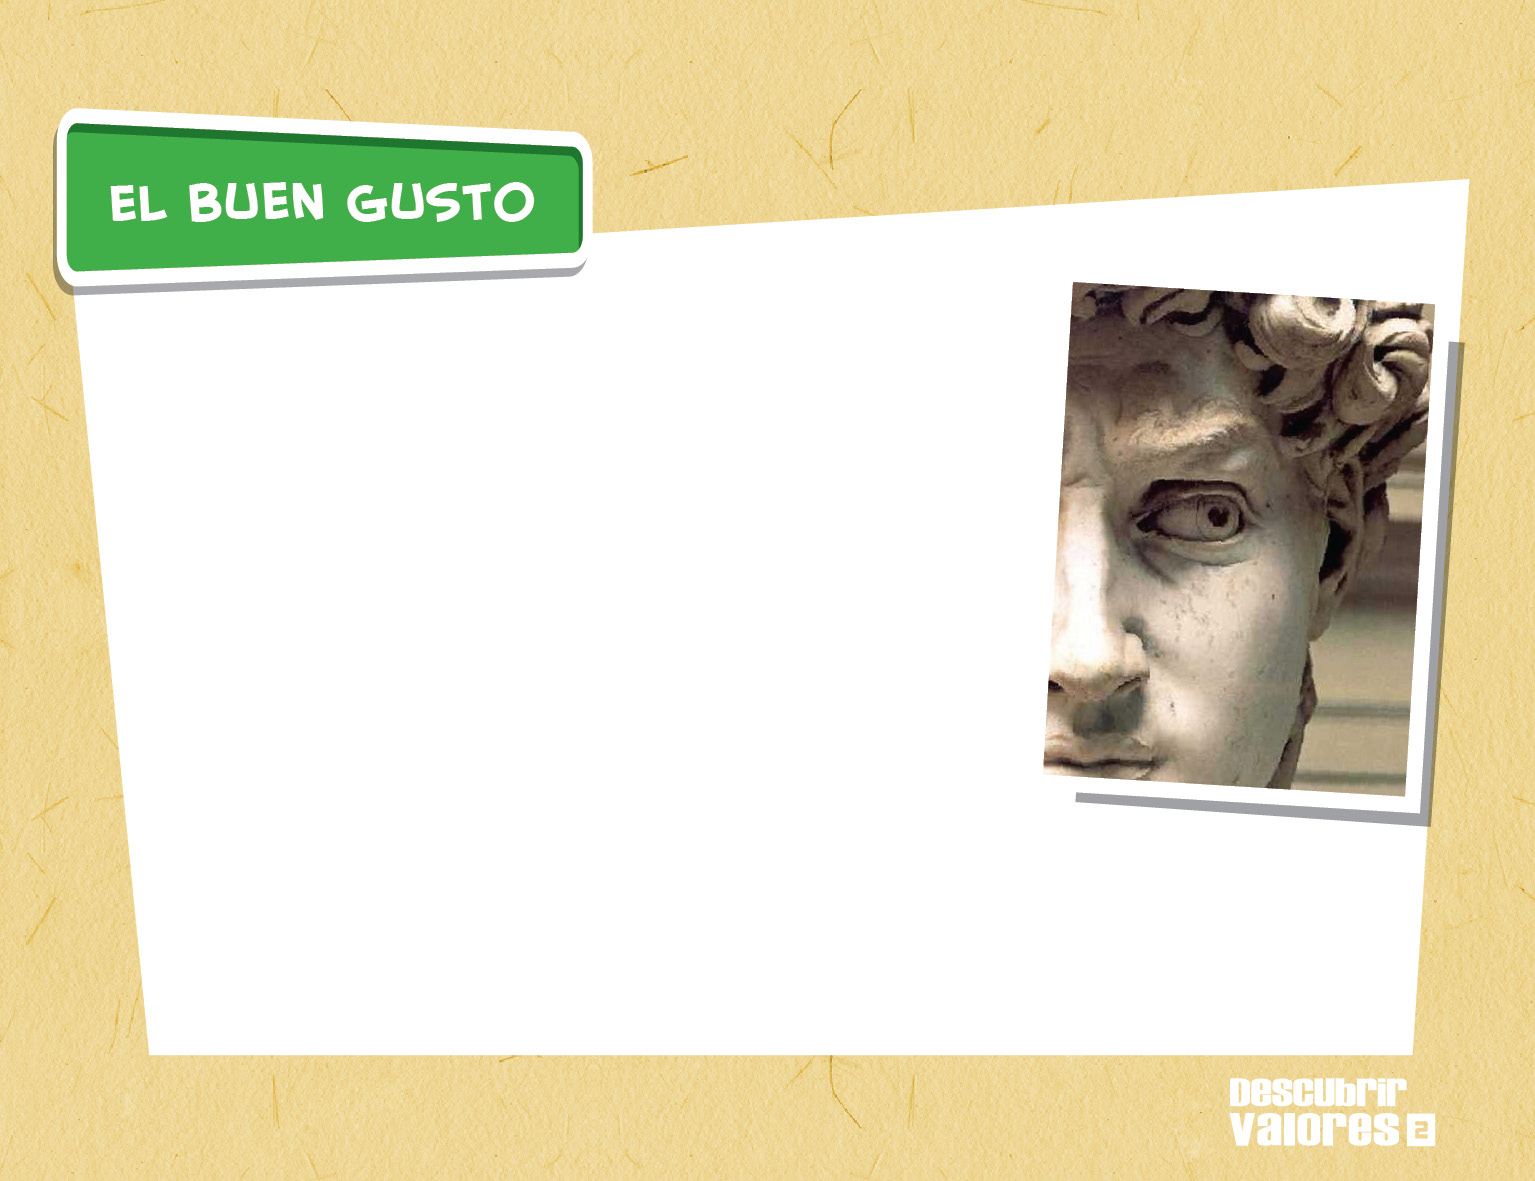 EL BUEN GUSTO
Descubrir
valores 2